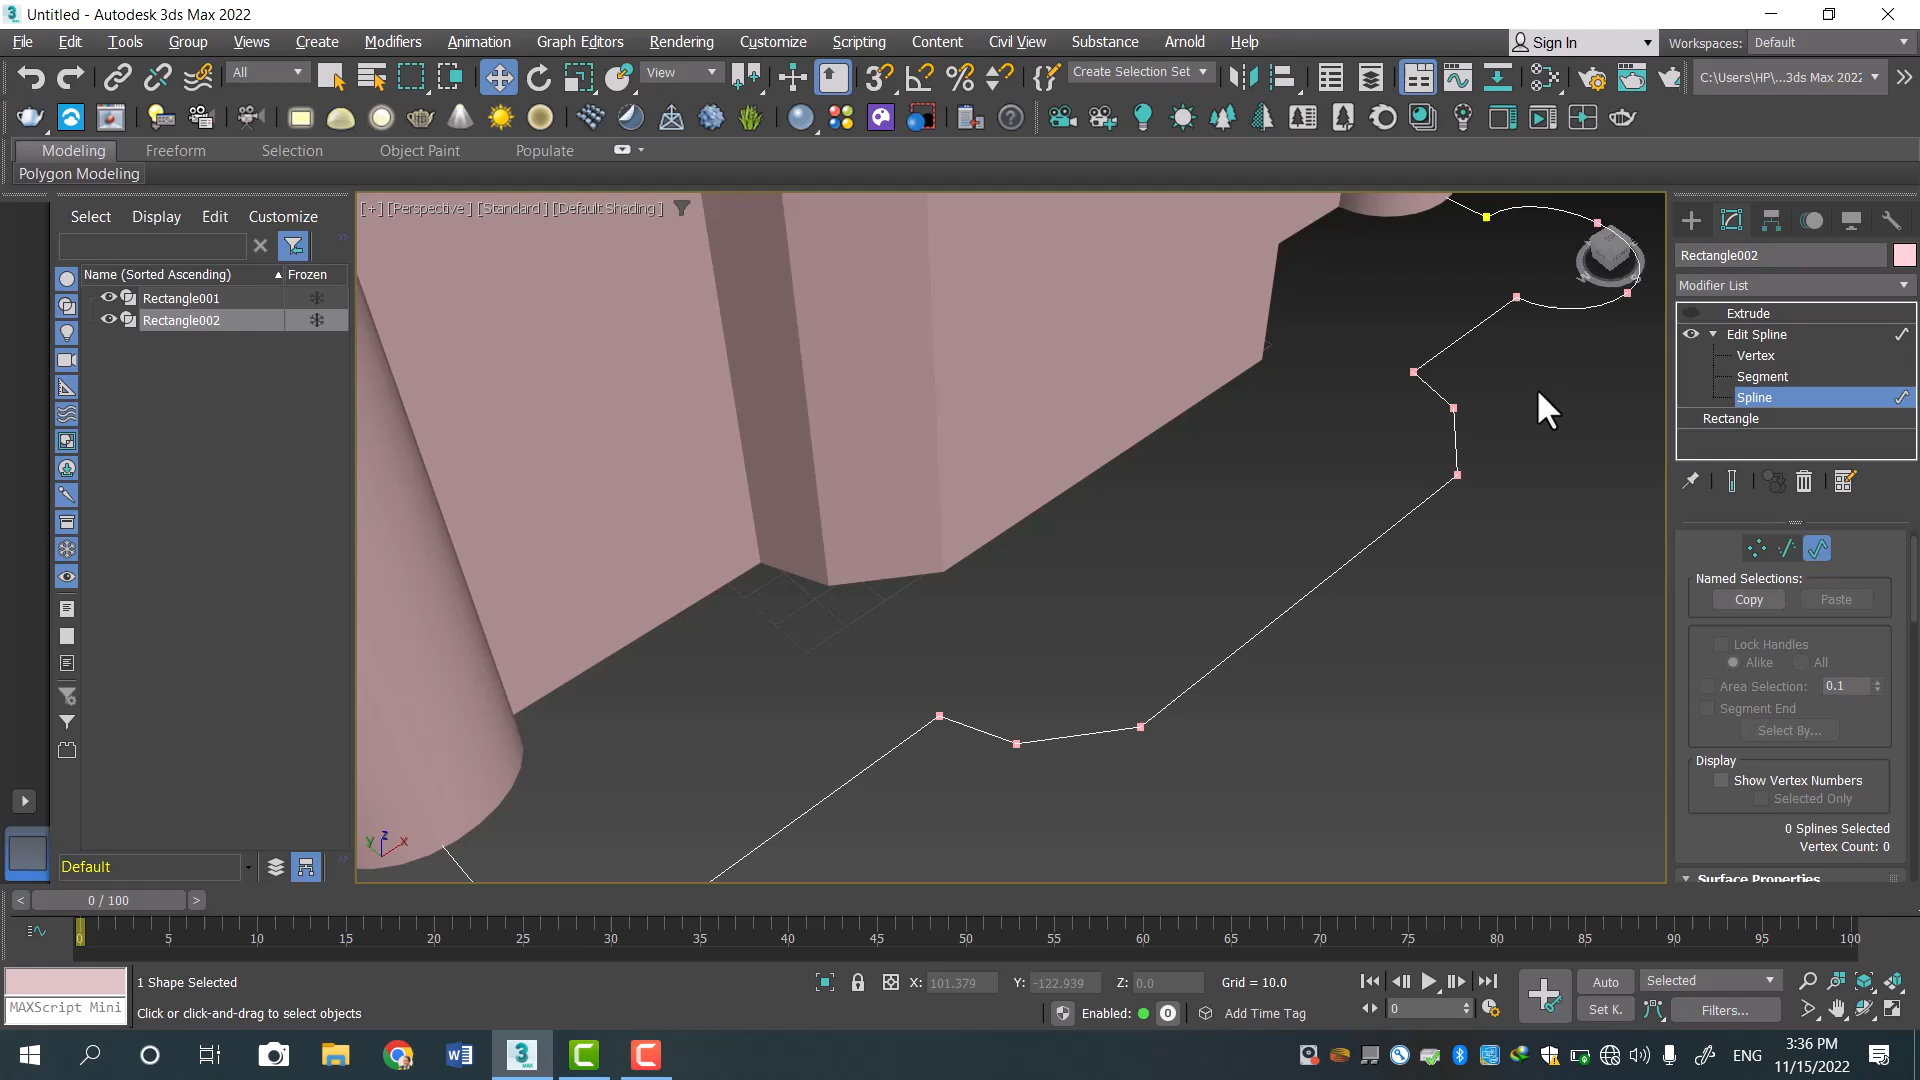 Untitled - Autodesk 3ds Max 2022
File Edit Tools Group Views Create Modifiers Animation Graph Editors Rendering Customize Scripting Content Civil View Substance Arnold Help Sign In Workspaces: Default
All View Create Selection Set C:\Users\HP\...3ds Max 2022
Modeling Freeform Selection Object Paint Populate
Polygon Modeling
Select Display Edit Customize
[+] [Perspective ] [Standard ] [Default Shading ]
Name (Sorted Ascending) Frozen
Rectangle001
Rectangle002
Rectangle002
Modifier List
Extrude
Edit Spline
Vertex
Segment
Spline
Rectangle
Named Selections:
Copy Paste
Lock Handles
Alike All
Area Selection: 0.1
Segment End
Select By...
Display
Show Vertex Numbers
Selected Only
0 Splines Selected
Vertex Count: 0
Surface Properties
z
y x
Default
< 0 / 100 >
0 5 10 15 20 25 30 35 40 45 50 55 60 65 70 75 80 85 90 95 100
1 Shape Selected X: 101.379 Y: -122.939 Z: 0.0 Grid = 10.0 Auto Selected
MAXScript Mini Click or click-and-drag to select objects Enabled: 0 Add Time Tag 0 Set K. Filters...
ENG 3:36 PM
11/15/2022